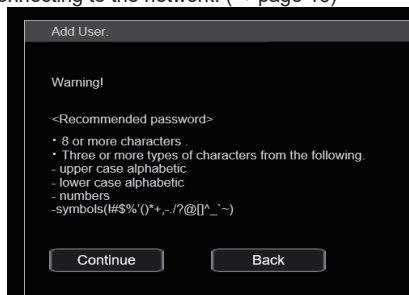 to the network.
page
Add User.
Warning!
<Recommended password>
・8 or more characters .
・Three or more types of characters from the following.
- upper case alphabetic
- lower case alphabetic
- numbers
-symbols(!#$%'()*+,-./?@[]^_`~)
Continue
Back